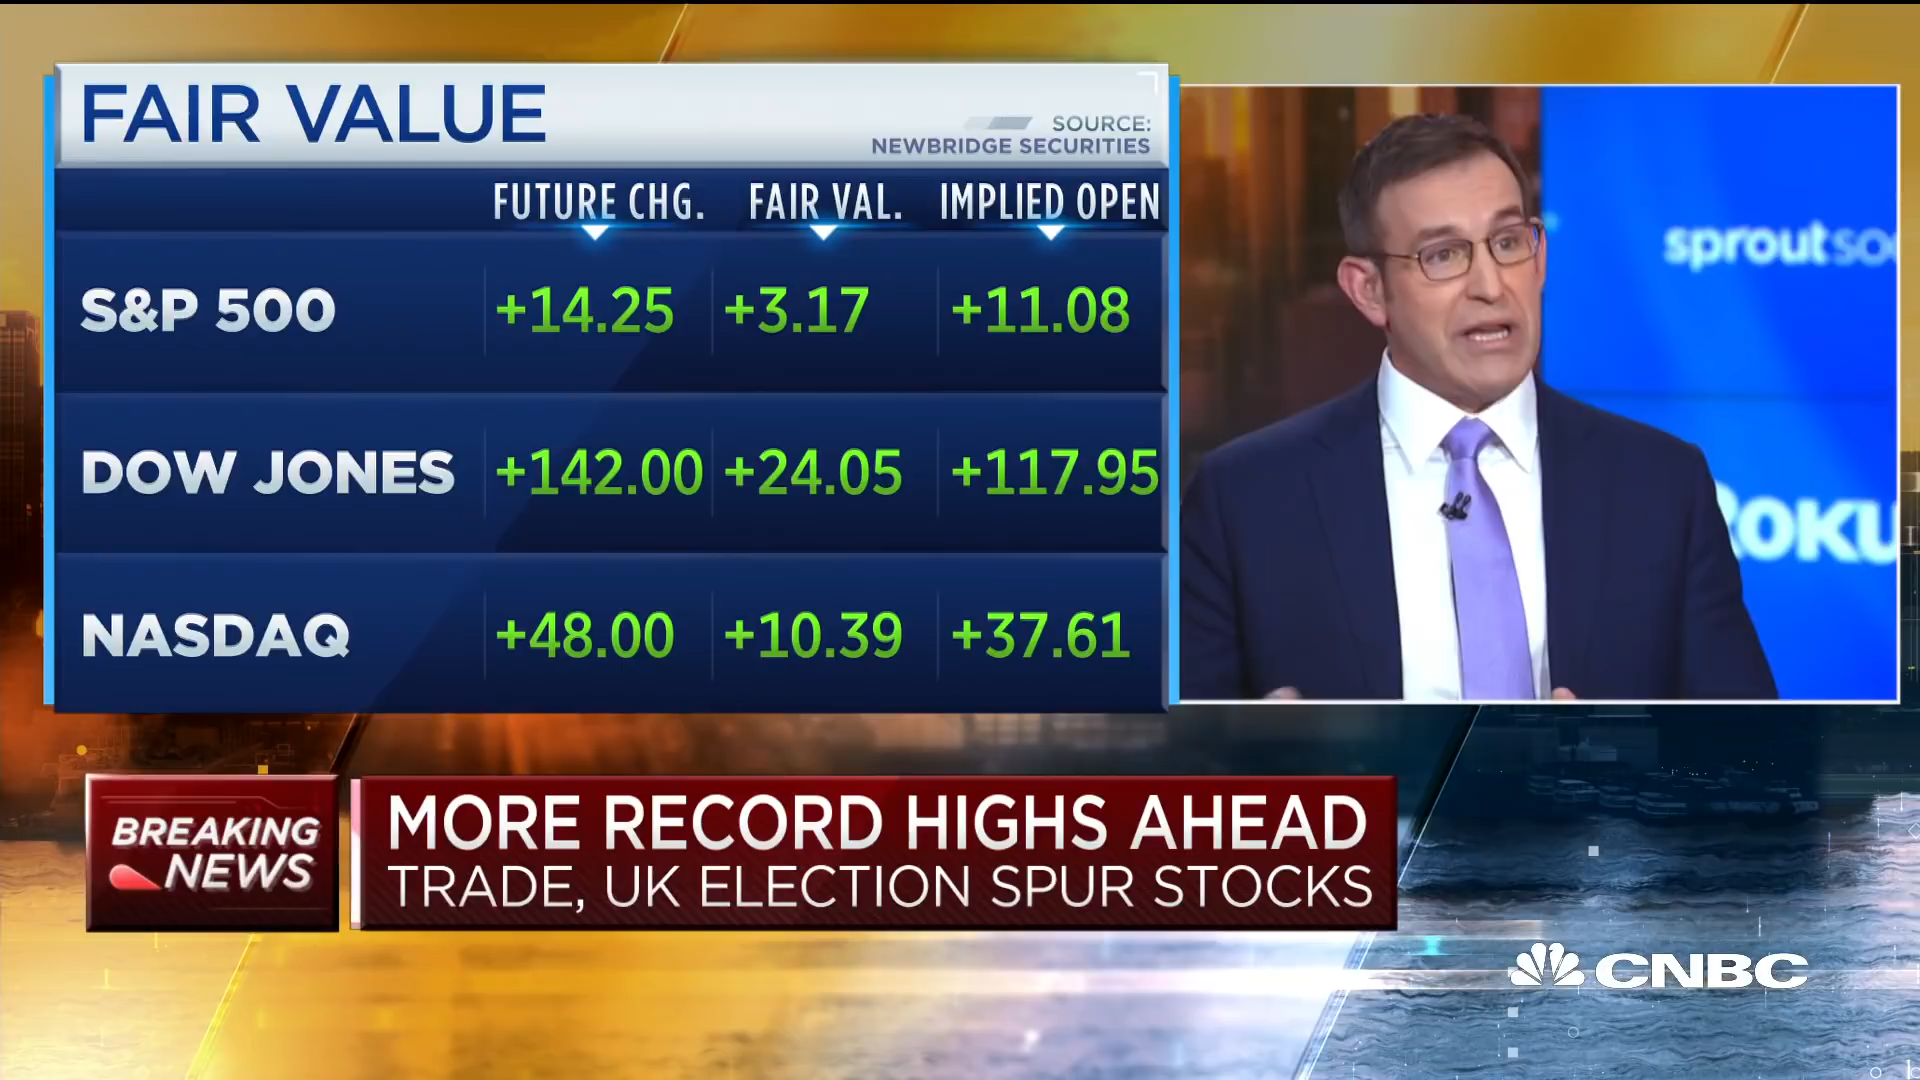 FAIR VALUE
SOURCE:
NEWBRIDGE SECURITIES
FUTURE CHG. FAIR VAL. IMPLIED OPEN
S&P 500 +14.25 +3.17 +11.08
DOW JONES +142.00 +24.05 +117.95
NASDAQ +48.00 +10.39 +37.61
sproutsoc
ROKU
BREAKING NEWS
MORE RECORD HIGHS AHEAD
TRADE, UK ELECTION SPUR STOCKS
CNBC